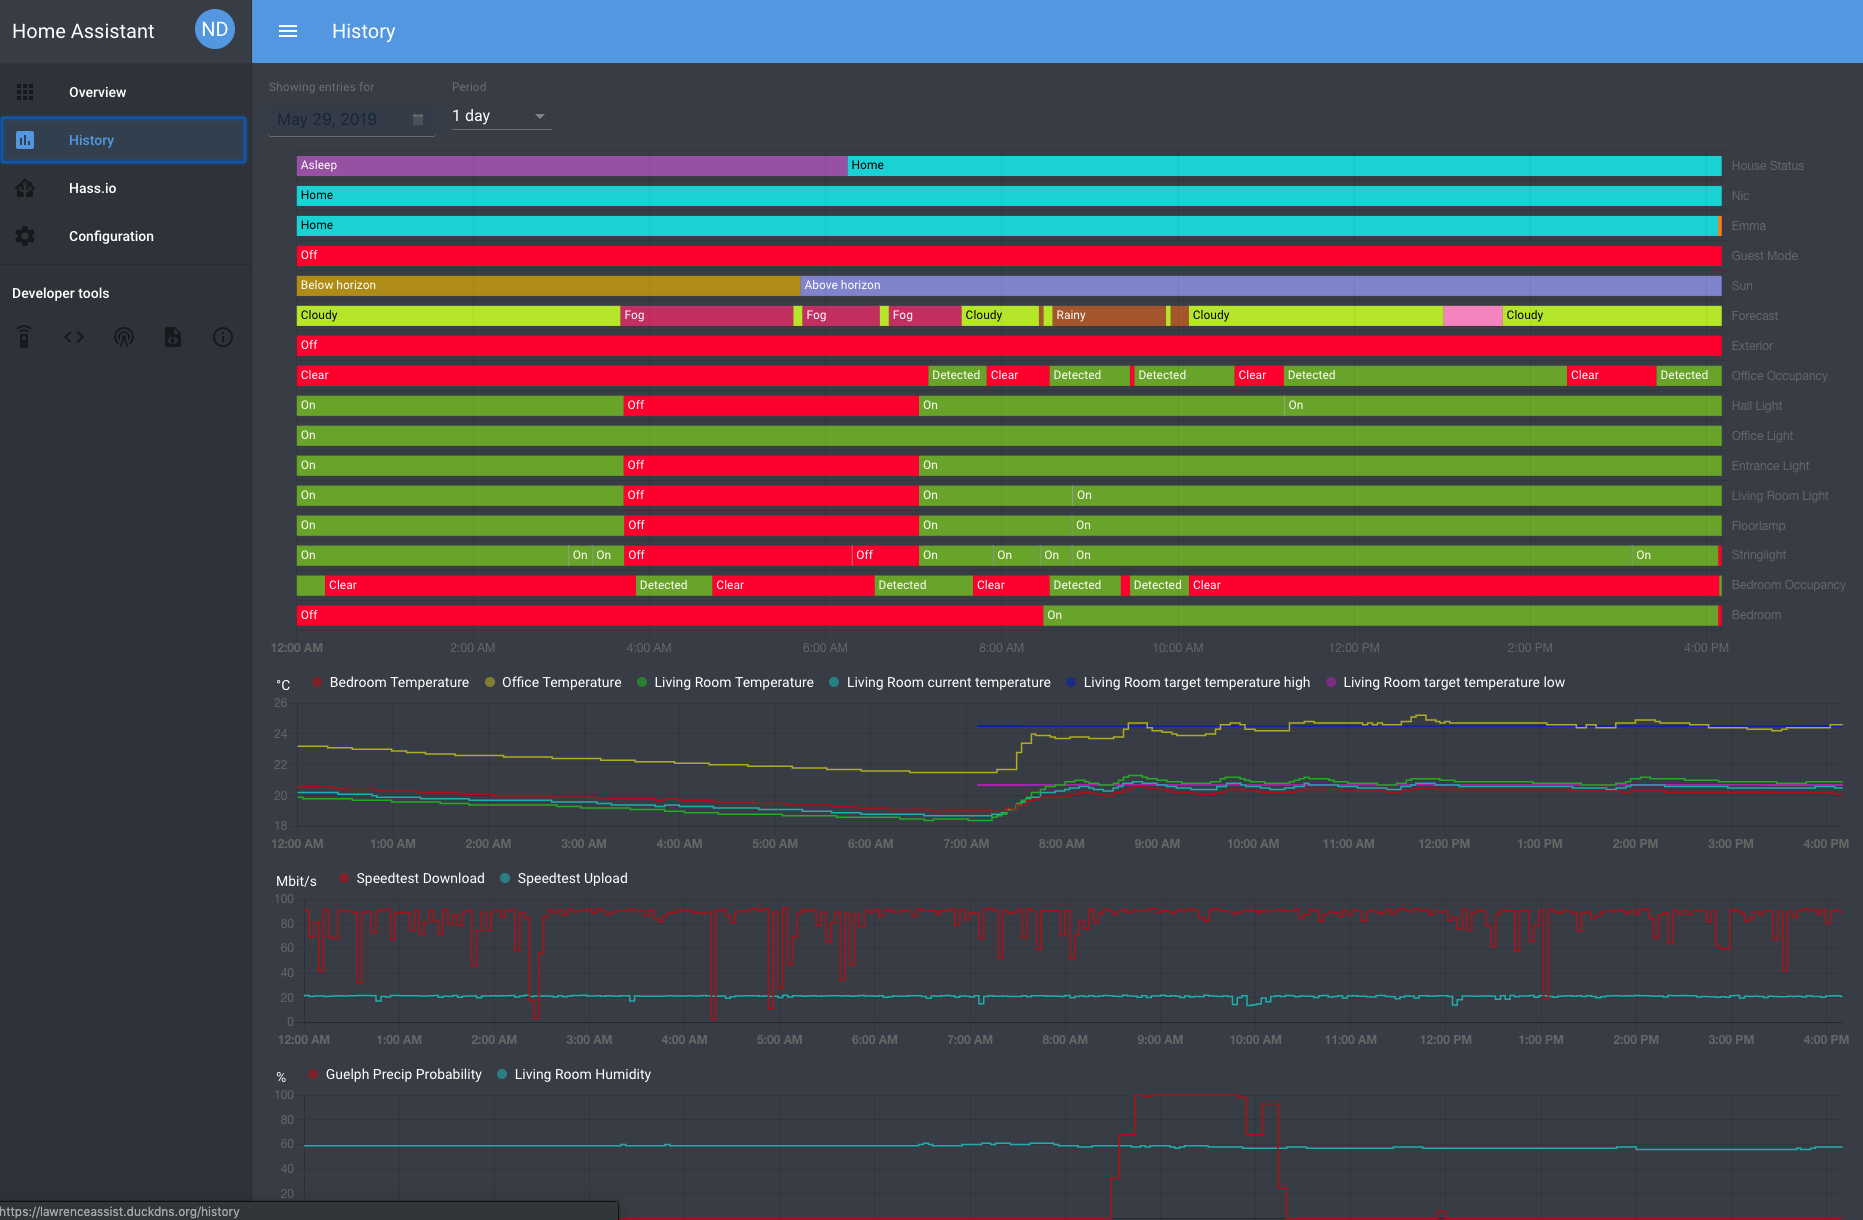 Home Assistant
ND
History
Overview
History
Hass.io
Configuration
Developer tools
Showing entries for
Period
May 29, 2019
1 day
Asleep Home House Status
Home Nic
Home Emma
Off Guest Mode
Below horizon Above horizon Sun
Cloudy Fog Fog Fog Cloudy Rainy Cloudy Cloudy Forecast
Off Exterior
Clear Detected Clear Detected Detected Clear Detected Clear Detected Office Occupancy
On Off On On Hall Light
On Office Light
On Off On Entrance Light
On Off On On Living Room Light
On Off On On Floorlamp
On On On Off Off On On On On On Stringlight
Clear Detected Clear Detected Clear Detected Detected Clear Bedroom Occupancy
Off On Bedroom
12:00 AM 2:00 AM 4:00 AM 6:00 AM 8:00 AM 10:00 AM 12:00 PM 2:00 PM 4:00 PM
°C Bedroom Temperature Office Temperature Living Room Temperature Living Room current temperature Living Room target temperature high Living Room target temperature low
26
24
22
20
18
12:00 AM 1:00 AM 2:00 AM 3:00 AM 4:00 AM 5:00 AM 6:00 AM 7:00 AM 8:00 AM 9:00 AM 10:00 AM 11:00 AM 12:00 PM 1:00 PM 2:00 PM 3:00 PM 4:00 PM
Mbit/s Speedtest Download Speedtest Upload
100
80
60
40
20
0
12:00 AM 1:00 AM 2:00 AM 3:00 AM 4:00 AM 5:00 AM 6:00 AM 7:00 AM 8:00 AM 9:00 AM 10:00 AM 11:00 AM 12:00 PM 1:00 PM 2:00 PM 3:00 PM 4:00 PM
% Guelph Precip Probability Living Room Humidity
100
80
60
40
20
https://lawrenceassist.duckdns.org/history